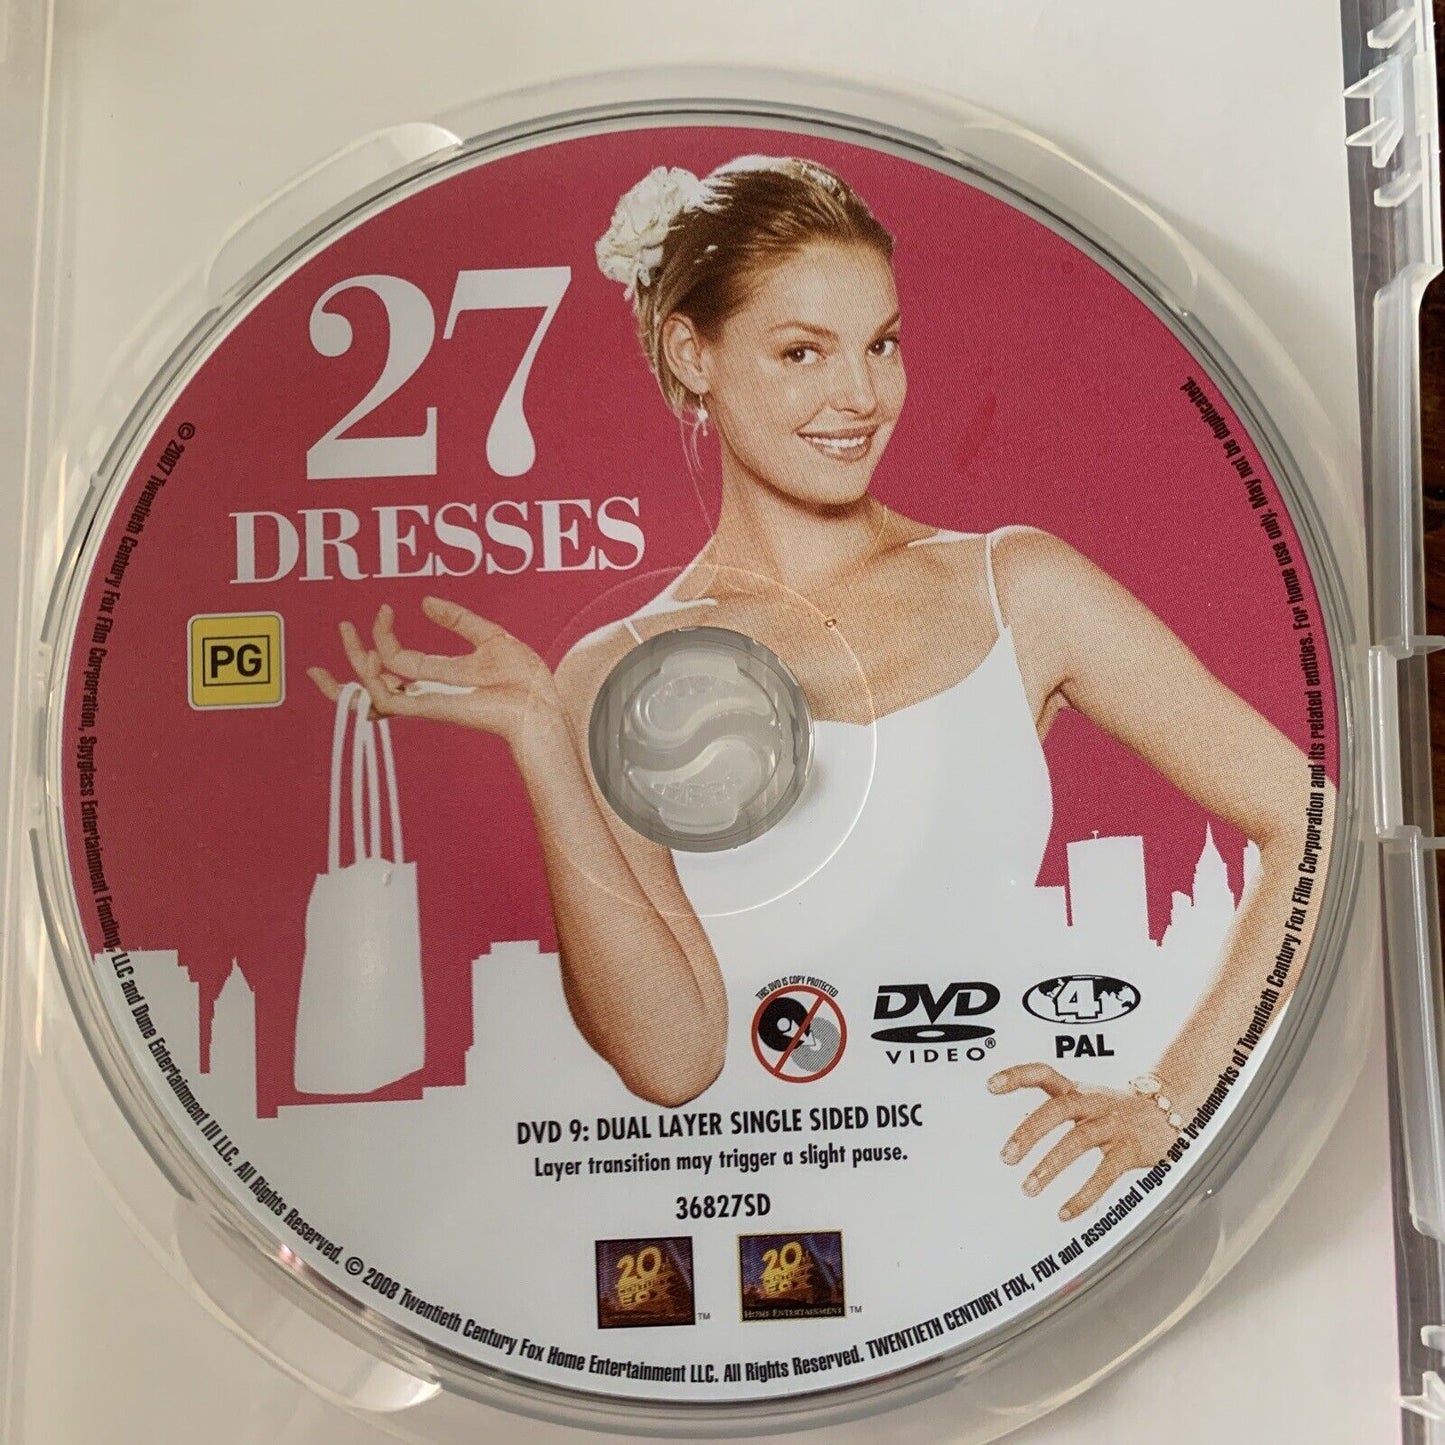 27
DRESSES
PG
THIS DVD IS COPY PROTECTED
DVD
VIDEO®
4
PAL
DVD 9: DUAL LAYER SINGLE SIDED DISC
Layer transition may trigger a slight pause.
36827SD
20
CENTURY
FOX
TM
20
CENTURY
FOX
HOME ENTERTAINMENT
TM
© 2007 Twentieth Century Fox Film Corporation, Spyglass Entertainment Funding, LLC and Dune Entertainment III LLC. All Rights Reserved. © 2008 Twentieth Century Fox Home Entertainment LLC. All Rights Reserved. TWENTIETH CENTURY FOX, FOX and associated logos are trademarks of Twentieth Century Fox Film Corporation and its related entities. For home use only. May not be duplicated.